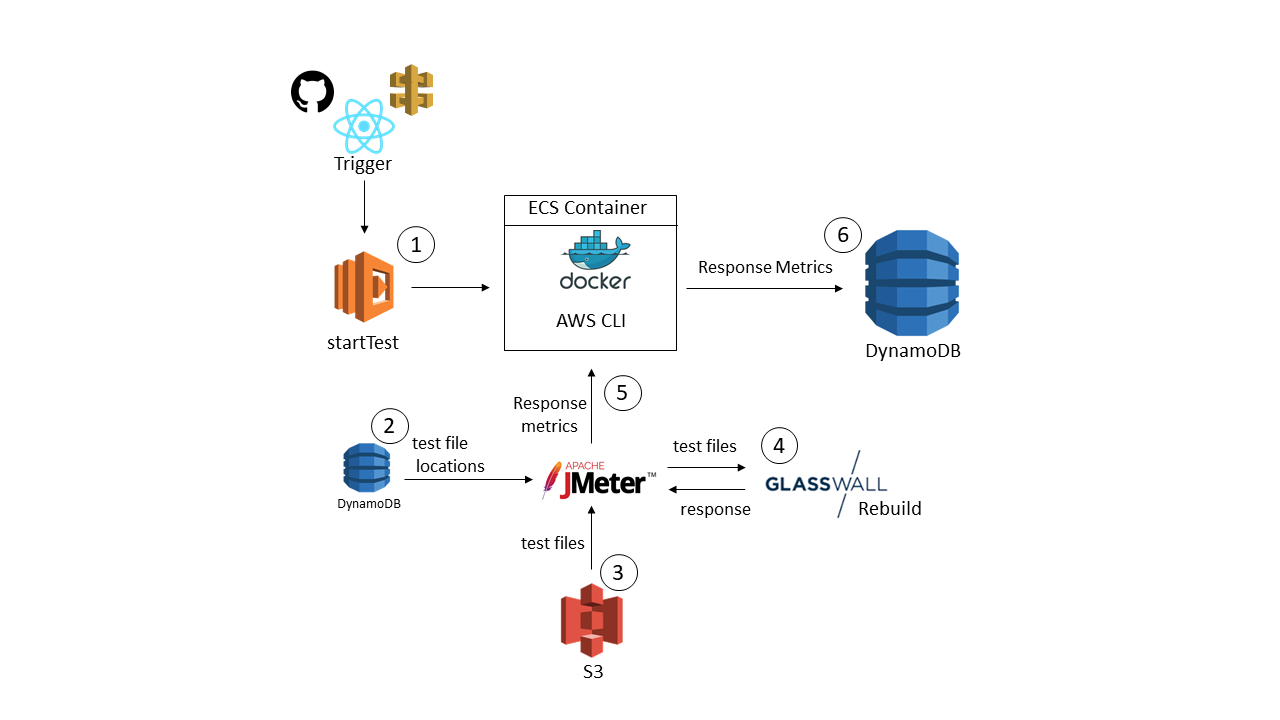 Trigger
1
startTest
ECS Container
docker
AWS CLI
Response Metrics
6
DynamoDB
2
test file
locations
DynamoDB
Response
metrics
5
APACHE
JMeter™
test files
4
response
GLASSWALL
Rebuild
test files
3
S3